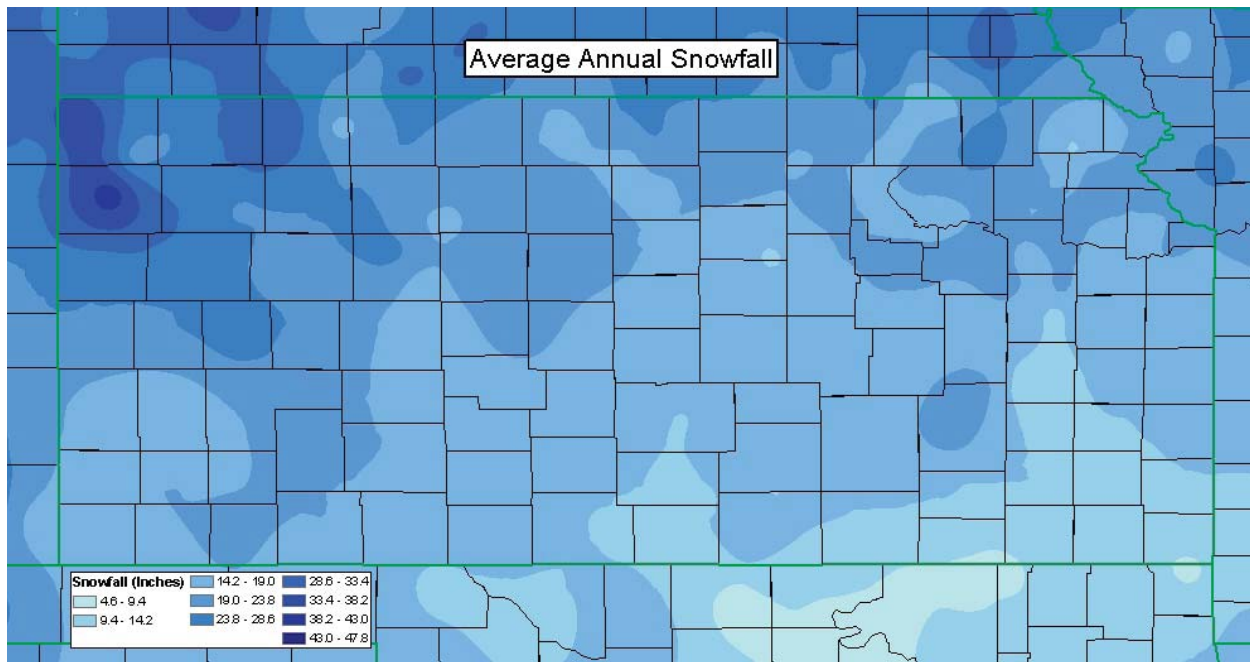 Average Annual Snowfall
Snowfall (Inches)
4.6 - 9.4
9.4 - 14.2
14.2 - 19.0
19.0 - 23.8
23.8 - 28.6
28.6 - 33.4
33.4 - 38.2
38.2 - 43.0
43.0 - 47.8